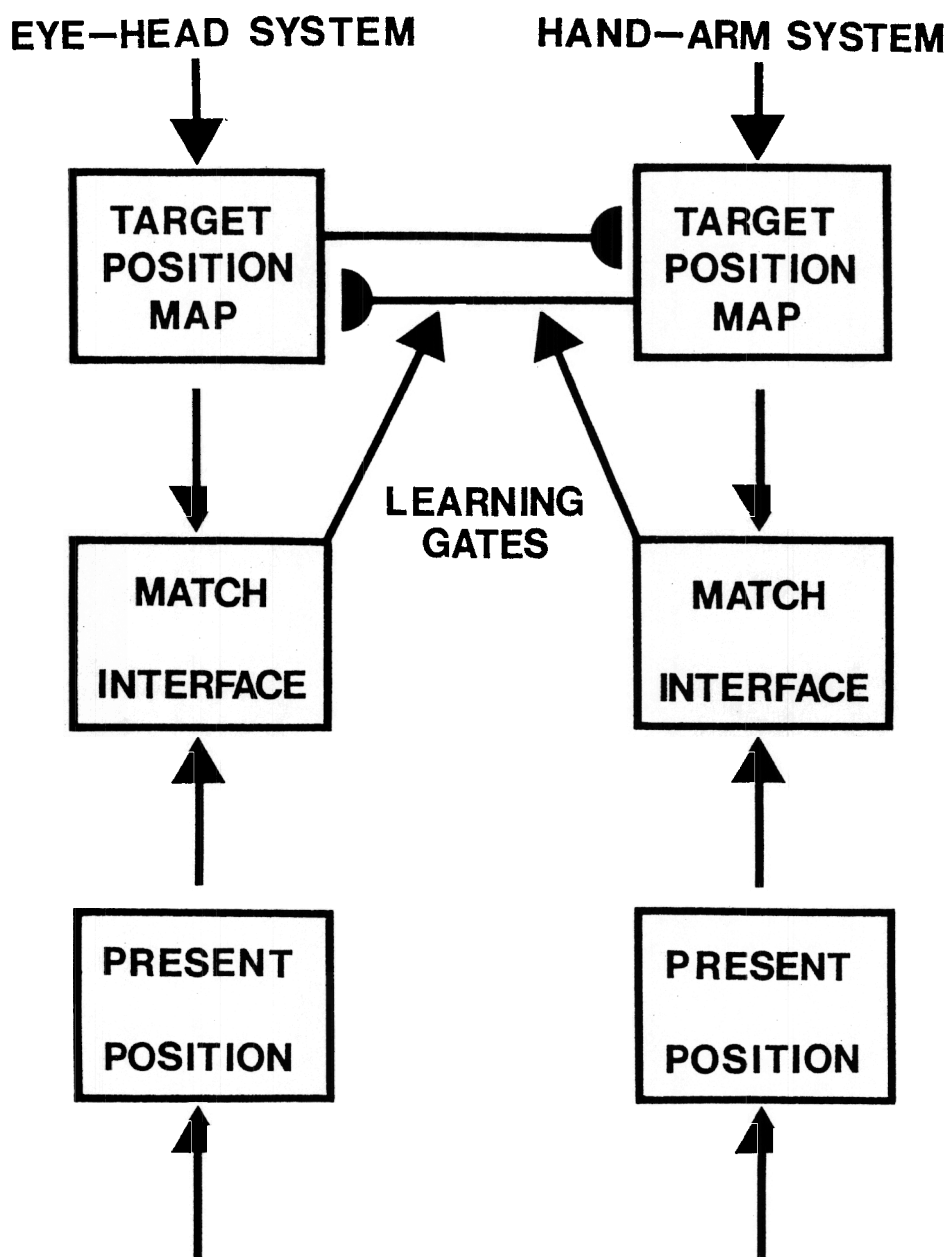 EYE–HEAD SYSTEM
HAND–ARM SYSTEM
TARGET
POSITION
MAP
TARGET
POSITION
MAP
LEARNING
GATES
MATCH
INTERFACE
MATCH
INTERFACE
PRESENT
POSITION
PRESENT
POSITION